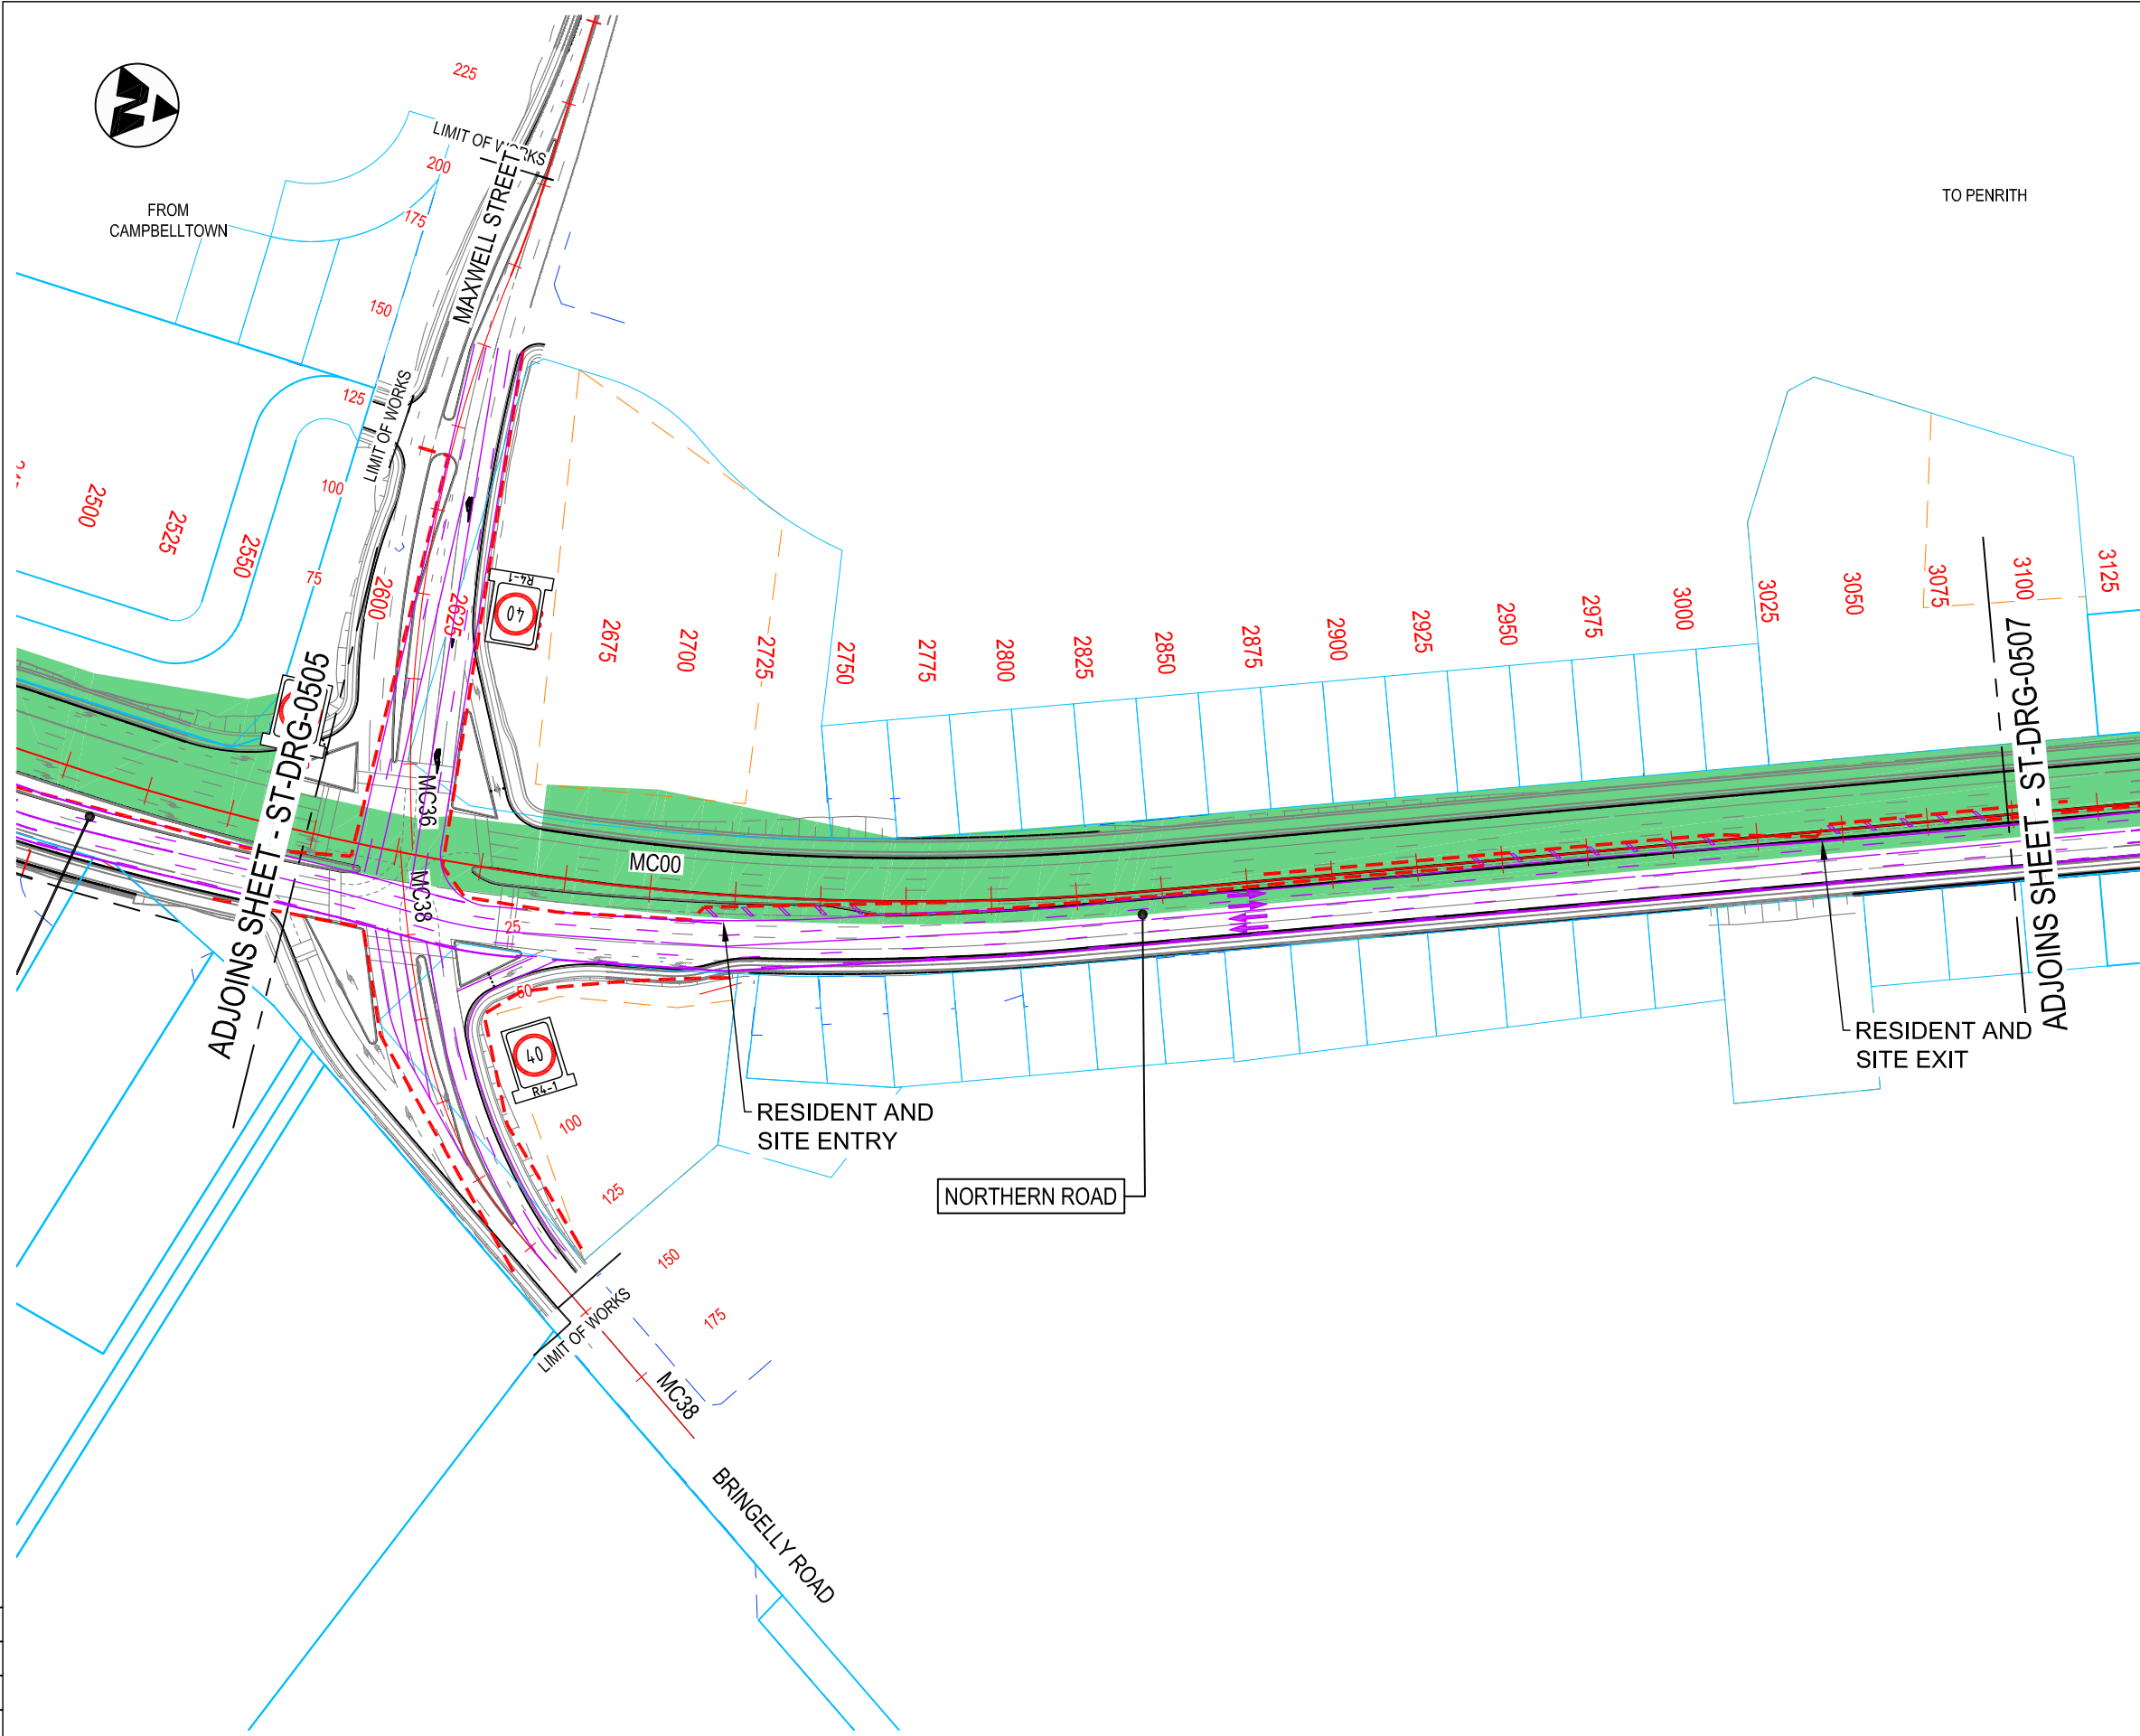 225
LIMIT OF WORKS
200
MAXWELL STREET
FROM
CAMPBELLTOWN
TO PENRITH
175
150
125
LIMIT OF WORKS
100
75
2500
2525
2550
2600
2625
R4-1
40
2675
2700
2725
2750
2775
2800
2825
2850
2875
2900
2925
2950
2975
3000
3025
3050
3075
3100
3125
ADJOINS SHEET - ST-DRG-0505
ADJOINS SHEET - ST-DRG-0507
MC36
MC00
MC38
25
50
40
R4-1
RESIDENT AND
SITE EXIT
RESIDENT AND
SITE ENTRY
NORTHERN ROAD
100
125
150
175
LIMIT OF WORKS
MC38
BRINGELLY ROAD